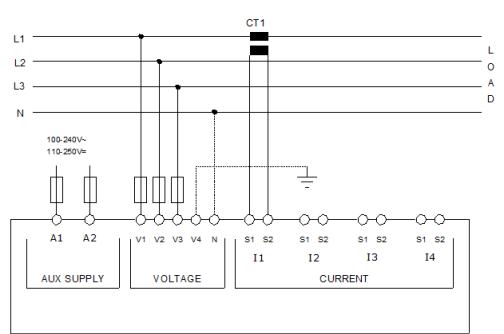 CT1
L1
L2
L3
N
L
O
A
D
100-240V~
110-250V=
A1 A2 V1 V2 V3 V4 N S1 S2 S1 S2 S1 S2 S1 S2
I1 I2 I3 I4
AUX SUPPLY VOLTAGE CURRENT